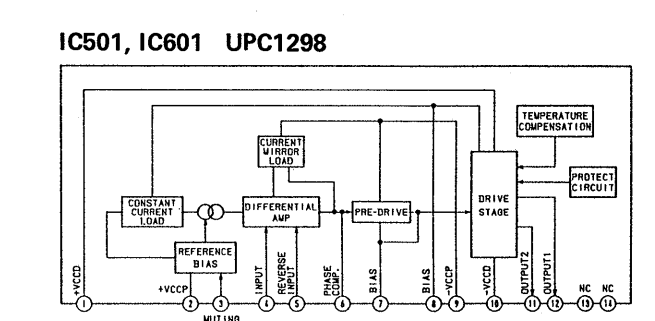 IC501, IC601 UPC1298
TEMPERATURE
COMPENSATION
CURRENT
MIRROR
LOAD
PROTECT
CIRCUIT
CONSTANT
CURRENT
LOAD
DIFFERENTIAL
AMP
PRE-DRIVE
DRIVE
STAGE
REFERENCE
BIAS
+VCCD
+VCCP
INPUT
REVERSE
INPUT
PHASE
COMP.
BIAS
BIAS
-VCCP
-VCCD
OUTPUT2
OUTPUT1
NC
NC
1
2
3
4
5
6
7
8
9
10
11
12
13
14
MUTING